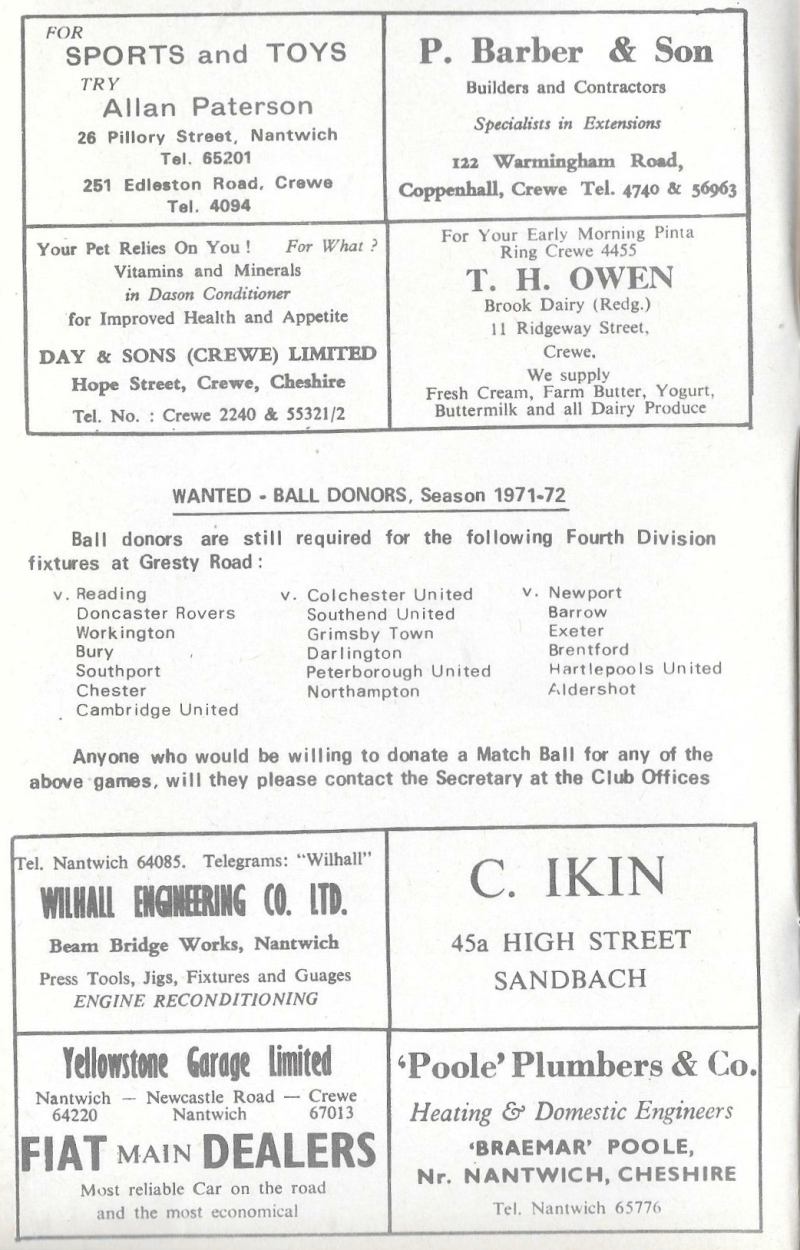 FOR
SPORTS and TOYS
TRY
Allan Paterson
26 Pillory Street, Nantwich
Tel. 65201
251 Edleston Road, Crewe
Tel. 4094
P. Barber & Son
Builders and Contractors
Specialists in Extensions
122 Warmingham Road,
Coppenhall, Crewe Tel. 4740 & 56963
Your Pet Relies On You ! For What ?
Vitamins and Minerals
in Dason Conditioner
for Improved Health and Appetite
DAY & SONS (CREWE) LIMITED
Hope Street, Crewe, Cheshire
Tel. No. : Crewe 2240 & 55321/2
For Your Early Morning Pinta
Ring Crewe 4455
T. H. OWEN
Brook Dairy (Redg.)
11 Ridgeway Street,
Crewe.
We supply
Fresh Cream, Farm Butter, Yogurt,
Buttermilk and all Dairy Produce
WANTED - BALL DONORS, Season 1971-72
Ball donors are still required for the following Fourth Division
fixtures at Gresty Road :
v. Reading
Doncaster Rovers
Workington
Bury
Southport
Chester
Cambridge United
v. Colchester United
Southend United
Grimsby Town
Darlington
Peterborough United
Northampton
v. Newport
Barrow
Exeter
Brentford
Hartlepools United
Aldershot
Anyone who would be willing to donate a Match Ball for any of the
above games, will they please contact the Secretary at the Club Offices
Tel. Nantwich 64085. Telegrams: "Wilhall"
WILHALL ENGINEERING CO. LTD.
Beam Bridge Works, Nantwich
Press Tools, Jigs, Fixtures and Guages
ENGINE RECONDITIONING
C. IKIN
45a HIGH STREET
SANDBACH
Yellowstone Garage Limited
Nantwich — Newcastle Road — Crewe
64220 Nantwich 67013
FIAT MAIN DEALERS
Most reliable Car on the road
and the most economical
'Poole' Plumbers & Co.
Heating & Domestic Engineers
'BRAEMAR' POOLE,
Nr. NANTWICH, CHESHIRE
Tel. Nantwich 65776